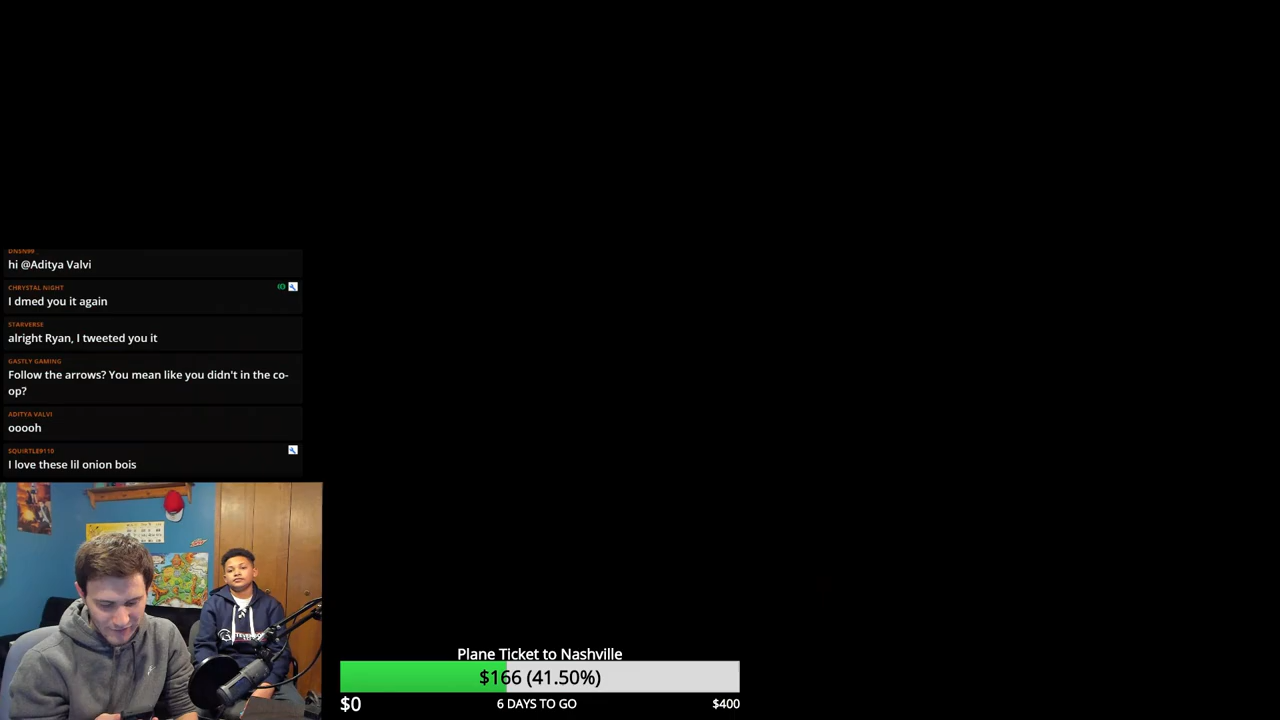 DNSN99
hi @Aditya Valvi
CHRYSTAL NIGHT
I dmed you it again
STARVERSE
alright Ryan, I tweeted you it
GASTLY GAMING
Follow the arrows? You mean like you didn't in the co-
op?
ADITYA VALVI
ooooh
SQUIRTLE9110
I love these lil onion bois
Plane Ticket to Nashville
$166 (41.50%)
$0
6 DAYS TO GO
$400